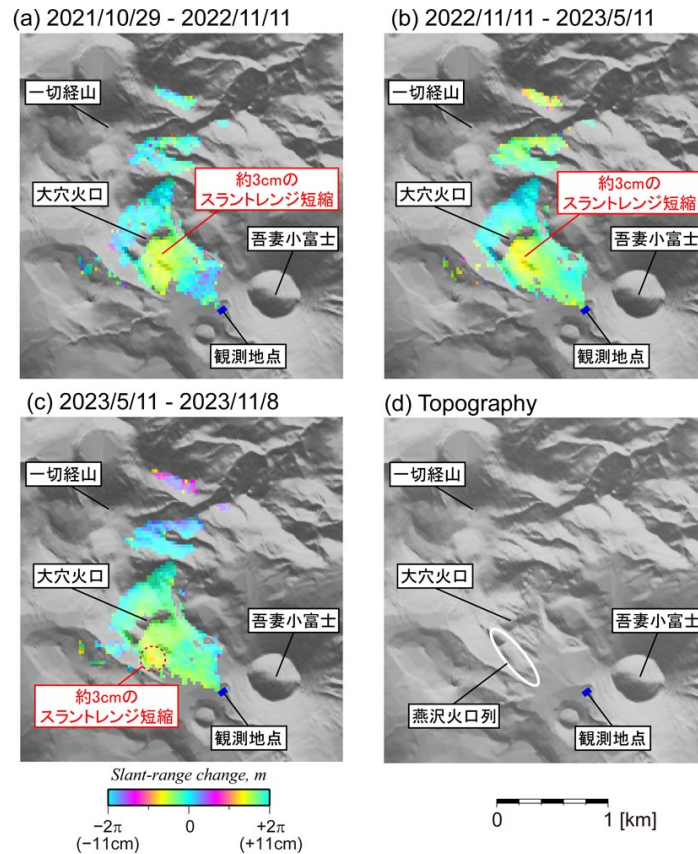 (a) 2021/10/29 - 2022/11/11
一切経山
約3cmの
スラントレンジ短縮
大穴火口
吾妻小富士
観測地点
(b) 2022/11/11 - 2023/5/11
一切経山
大穴火口
約3cmの
スラントレンジ短縮
吾妻小富士
観測地点
(c) 2023/5/11 - 2023/11/8
一切経山
大穴火口
吾妻小富士
約3cmの
スラントレンジ短縮
観測地点
(d) Topography
一切経山
大穴火口
吾妻小富士
燕沢火口列
観測地点
Slant-range change, m
−2π 0 +2π
(−11cm) (+11cm)
0 1 [km]